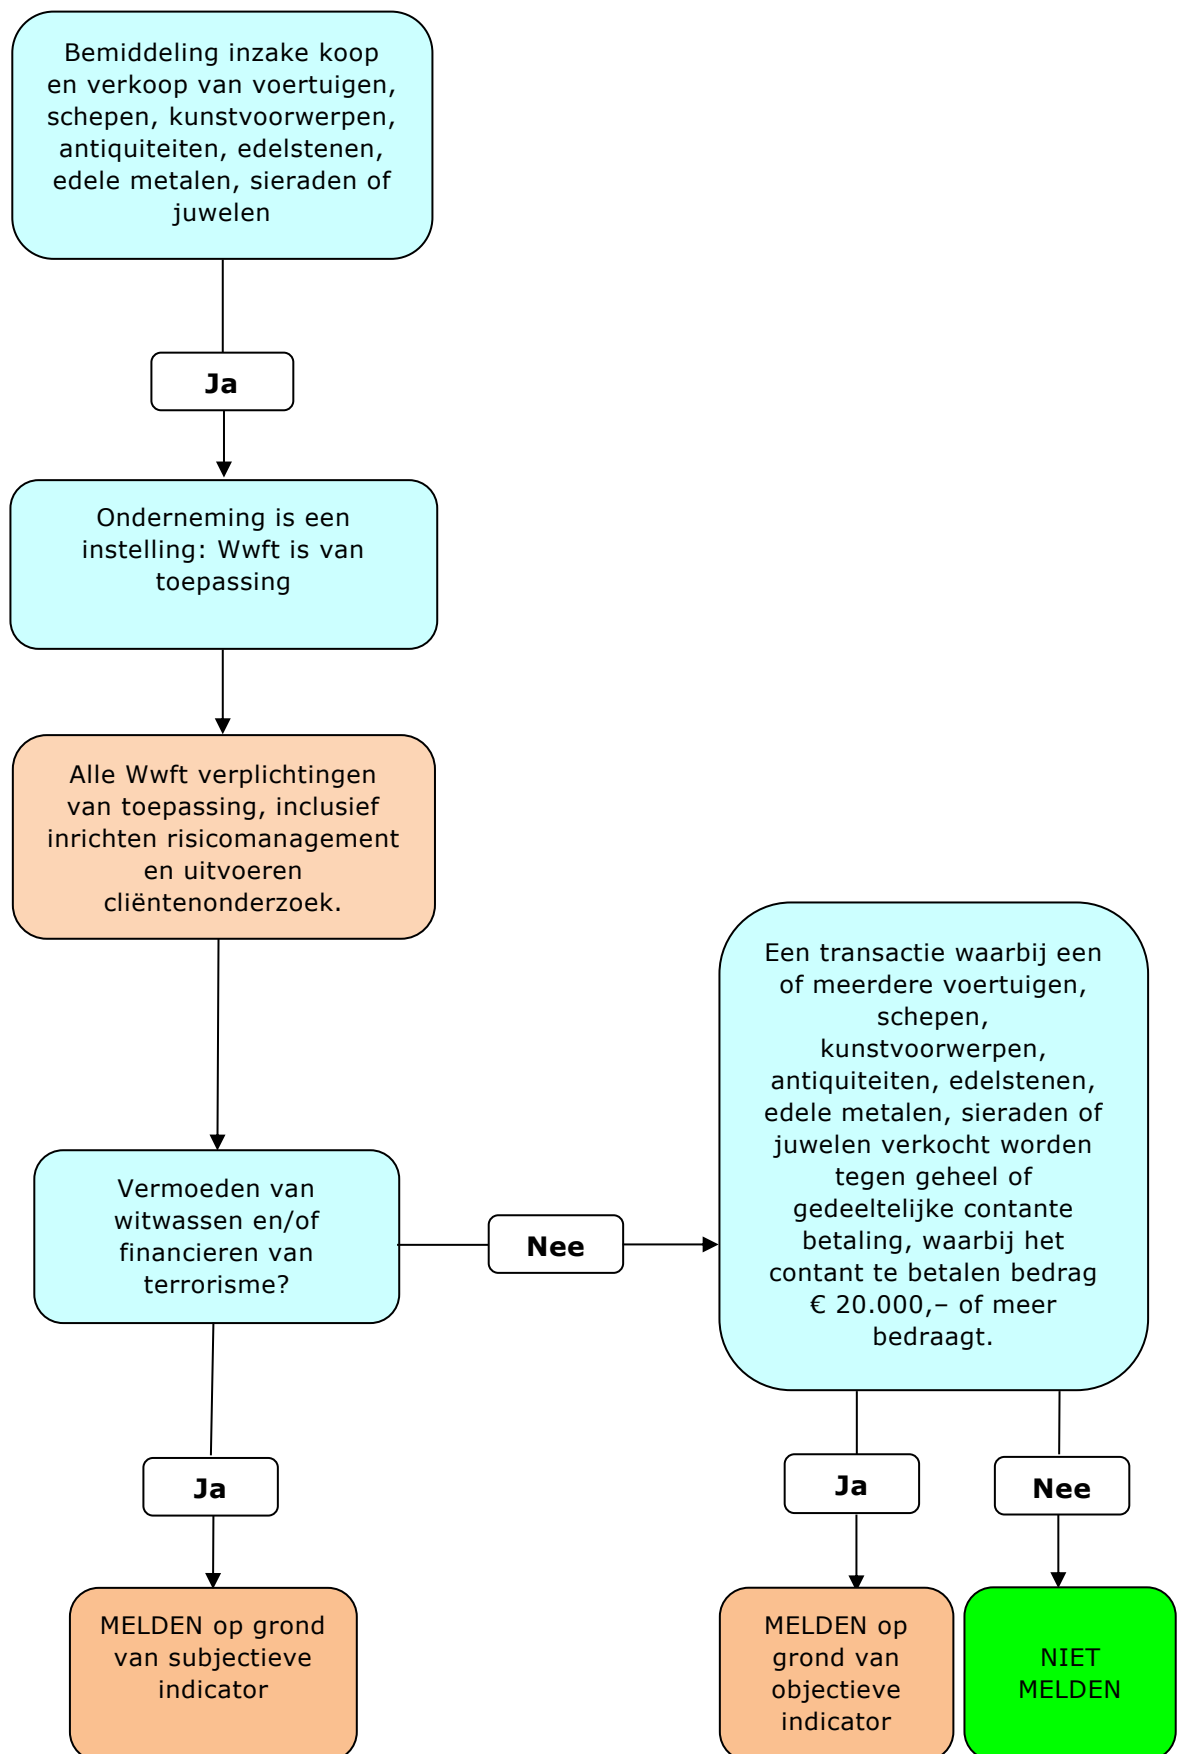 Bemiddeling inzake koop
en verkoop van voertuigen,
schepen, kunstvoorwerpen,
antiquiteiten, edelstenen,
edele metalen, sieraden of
juwelen
Ja
Onderneming is een
instelling: Wwft is van
toepassing
Alle Wwft verplichtingen
van toepassing, inclusief
inrichten risicomanagement
en uitvoeren
cliëntenonderzoek.
Vermoeden van
witwassen en/of
financieren van
terrorisme?
Nee
Een transactie waarbij een
of meerdere voertuigen,
schepen,
kunstvoorwerpen,
antiquiteiten, edelstenen,
edele metalen, sieraden of
juwelen verkocht worden
tegen geheel of
gedeeltelijke contante
betaling, waarbij het
contant te betalen bedrag
€ 20.000,– of meer
bedraagt.
Ja
Ja
Nee
MELDEN op grond
van subjectieve
indicator
MELDEN op
grond van
objectieve
indicator
NIET
MELDEN